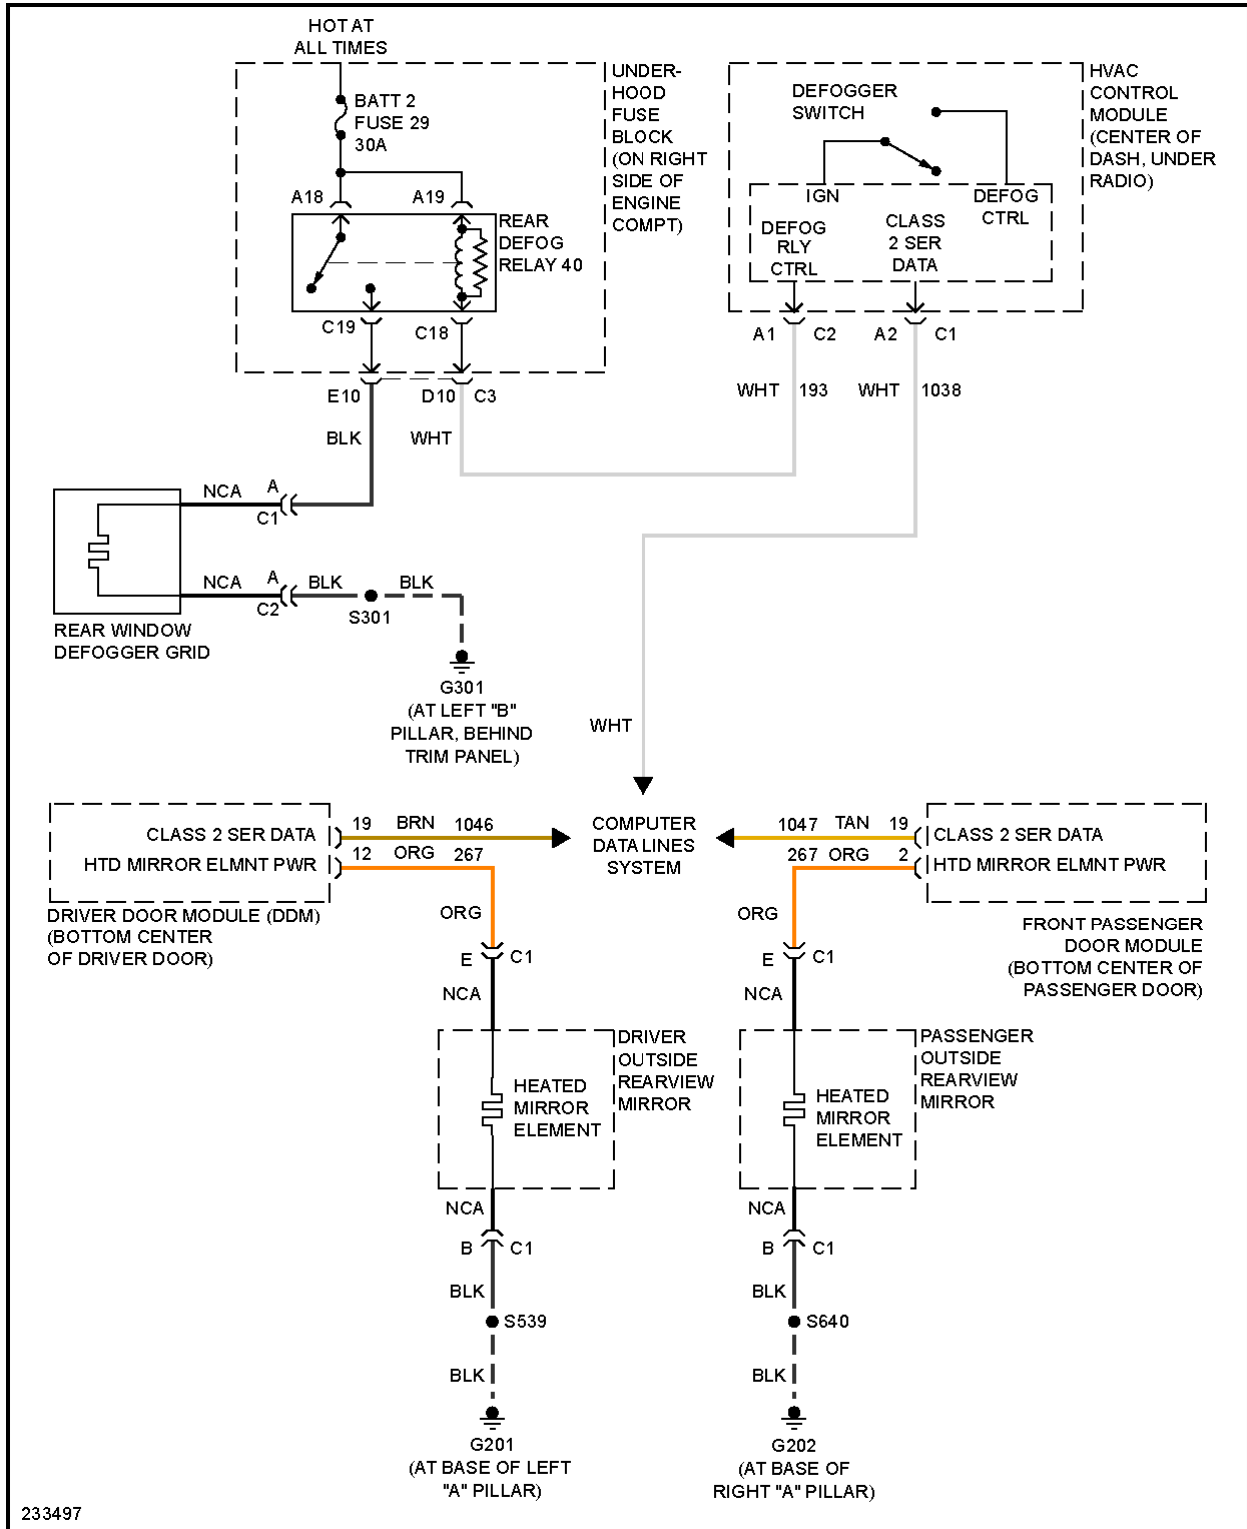 HOT AT
ALL TIMES
BATT 2
FUSE 29
30A
UNDER-
HOOD
FUSE
BLOCK
(ON RIGHT
SIDE OF
ENGINE
COMPT)
A18
A19
REAR
DEFOG
RELAY 40
C19
C18
E10
D10
C3
BLK
WHT
DEFOGGER
SWITCH
HVAC
CONTROL
MODULE
(CENTER OF
DASH, UNDER
RADIO)
IGN
DEFOG
CTRL
DEFOG
RLY
CTRL
CLASS
2 SER
DATA
A1
C2
A2
C1
WHT
193
WHT
1038
NCA
A
C1
NCA
A
C2
BLK
S301
BLK
REAR WINDOW
DEFOGGER GRID
G301
(AT LEFT "B"
PILLAR, BEHIND
TRIM PANEL)
WHT
CLASS 2 SER DATA
19
BRN
1046
HTD MIRROR ELMNT PWR
12
ORG
267
DRIVER DOOR MODULE (DDM)
(BOTTOM CENTER
OF DRIVER DOOR)
COMPUTER
DATA LINES
SYSTEM
1047
TAN
19
CLASS 2 SER DATA
267
ORG
2
HTD MIRROR ELMNT PWR
FRONT PASSENGER
DOOR MODULE
(BOTTOM CENTER OF
PASSENGER DOOR)
ORG
E
C1
NCA
DRIVER
OUTSIDE
REARVIEW
MIRROR
HEATED
MIRROR
ELEMENT
NCA
B
C1
BLK
S539
BLK
G201
(AT BASE OF LEFT
"A" PILLAR)
ORG
E
C1
NCA
PASSENGER
OUTSIDE
REARVIEW
MIRROR
HEATED
MIRROR
ELEMENT
NCA
B
C1
BLK
S640
BLK
G202
(AT BASE OF
RIGHT "A" PILLAR)
233497